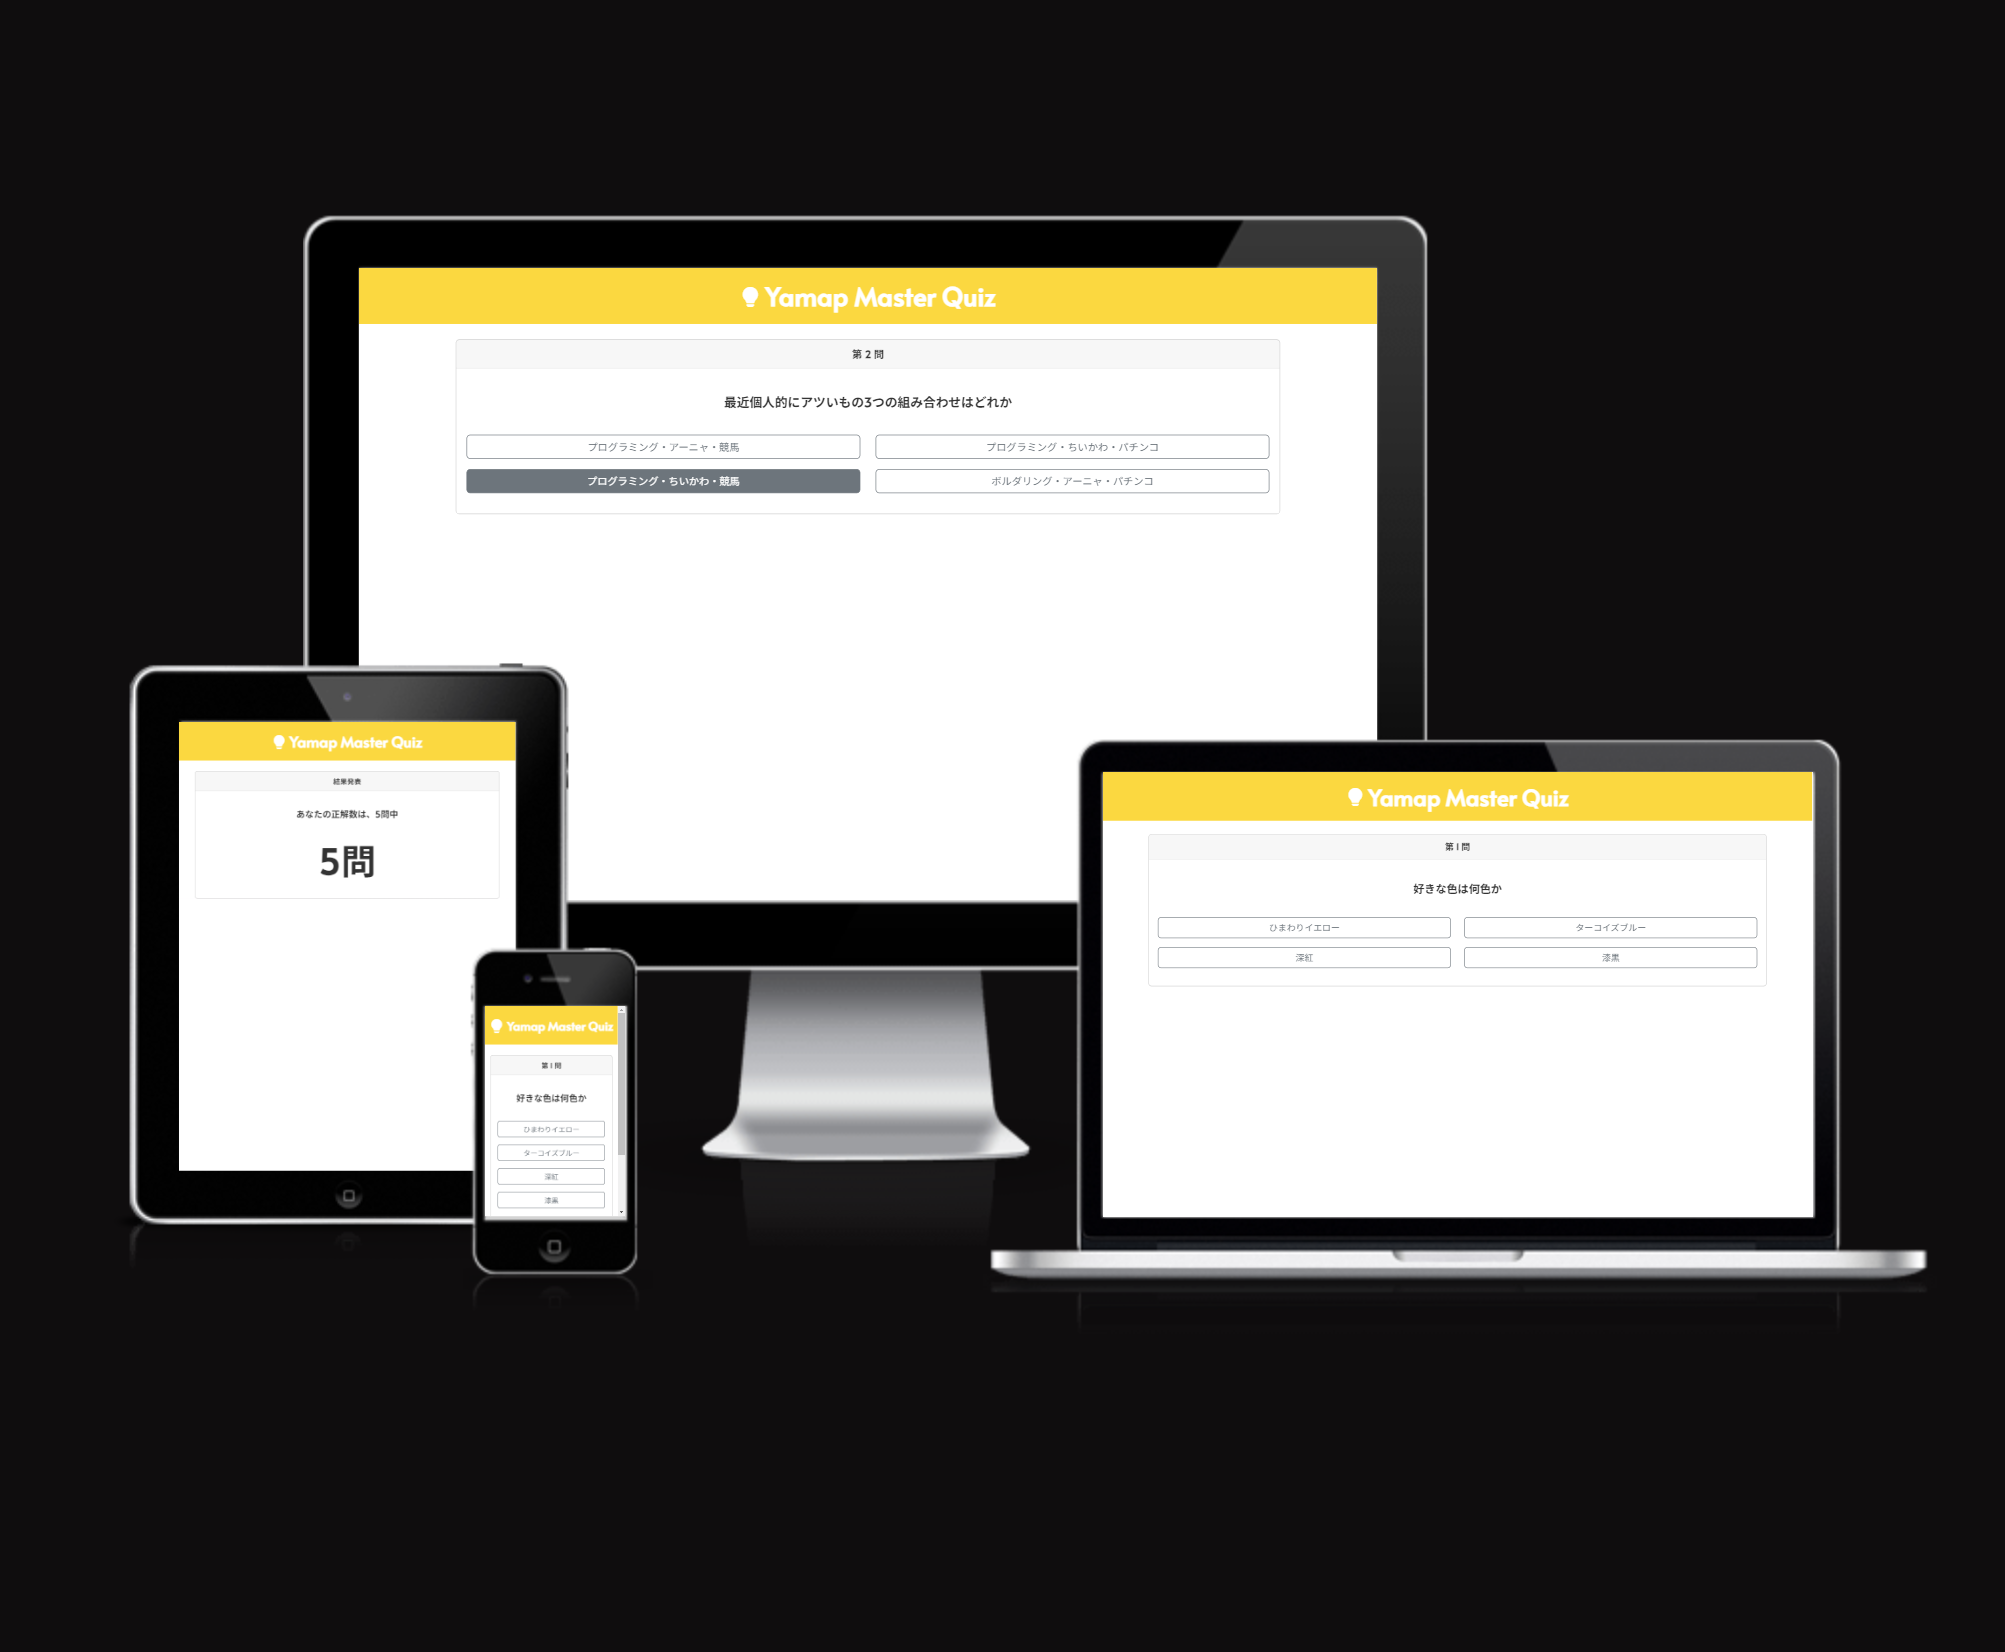 Yamap Master Quiz
第 2 問
最近個人的にアツいもの3つの組み合わせはどれか
プログラミング・アーニャ・競馬
プログラミング・ちいかわ・パチンコ
プログラミング・ちいかわ・競馬
ボルダリング・アーニャ・パチンコ
Yamap Master Quiz
結果発表
あなたの正解数は、5問中
5問
Yamap Master Quiz
第 1 問
好きな色は何色か
ひまわりイエロー
ターコイズブルー
深紅
漆黒
Yamap Master Quiz
第 1 問
好きな色は何色か
ひまわりイエロー
ターコイズブルー
深紅
漆黒